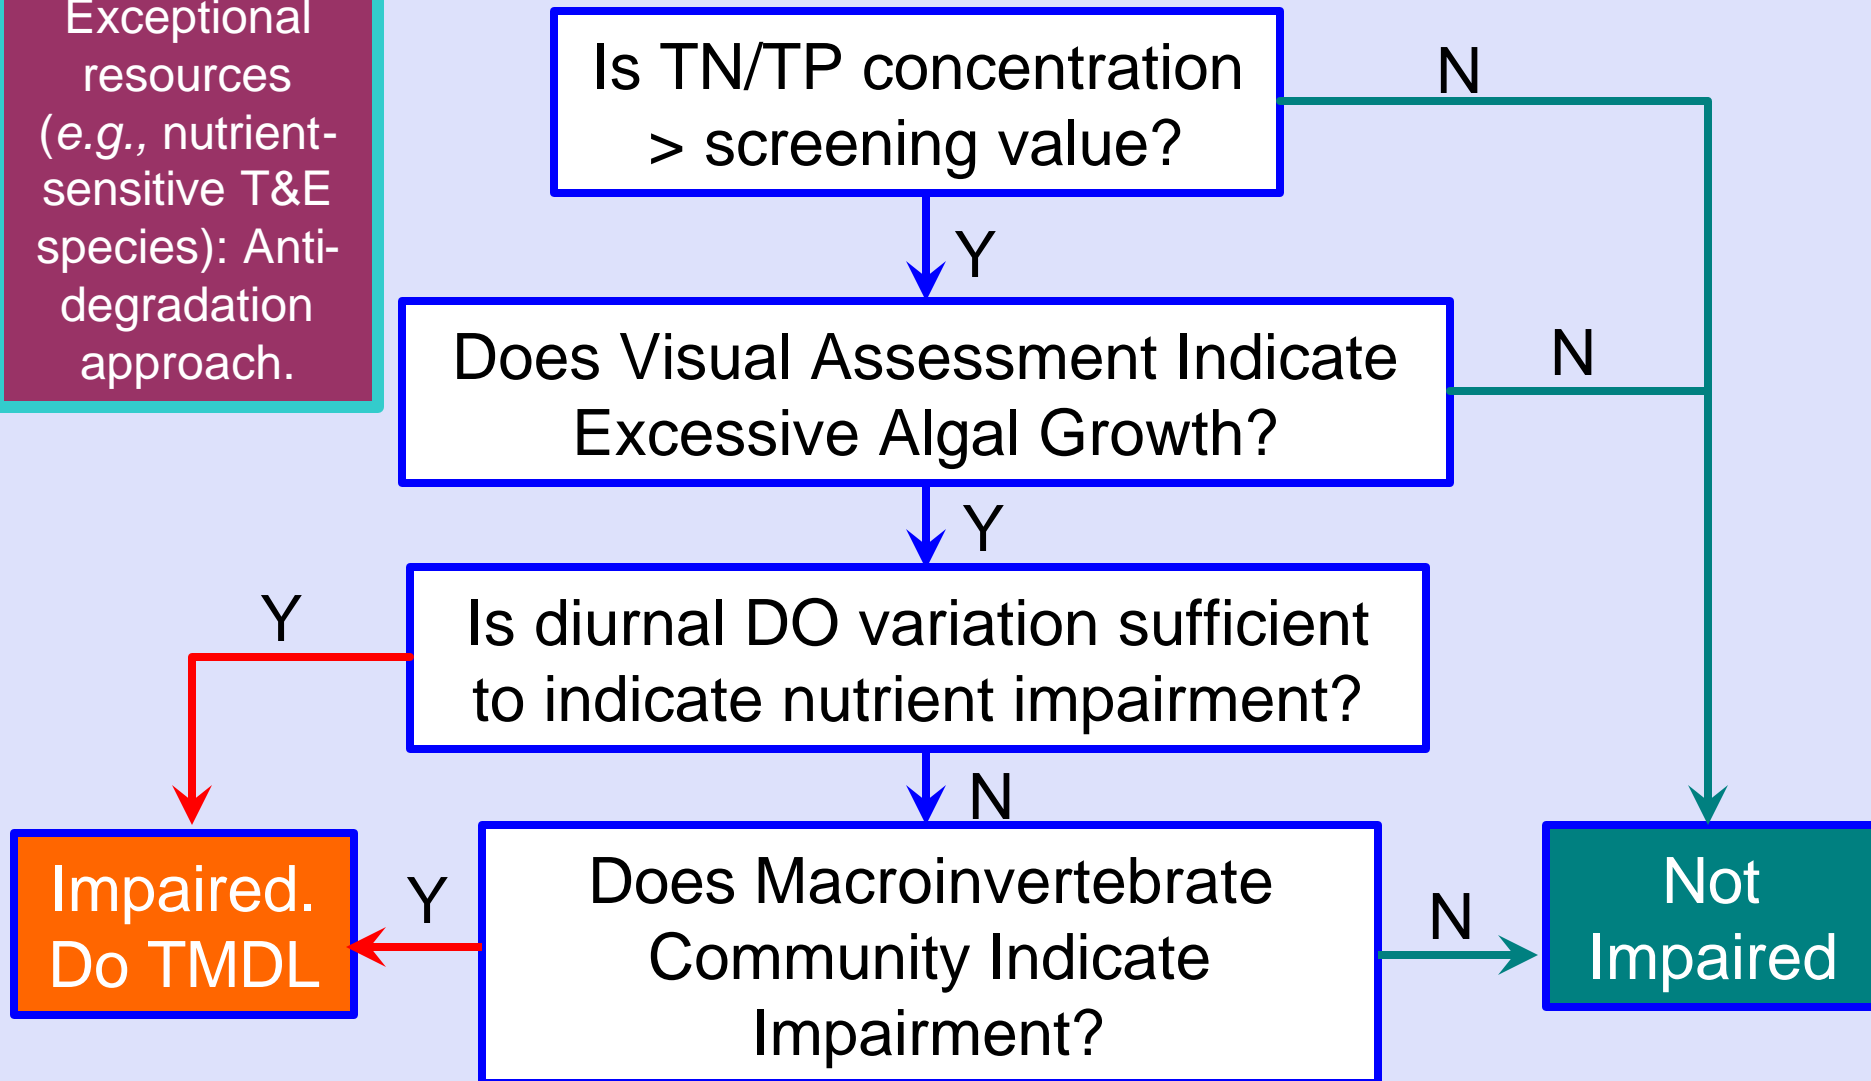 Exceptional
resources
(e.g., nutrient-
sensitive T&E
species): Anti-
degradation
approach.
Is TN/TP concentration
> screening value?
N
Y
Does Visual Assessment Indicate
Excessive Algal Growth?
N
Y
Is diurnal DO variation sufficient
to indicate nutrient impairment?
Y
N
Impaired.
Do TMDL
Y
Does Macroinvertebrate
Community Indicate
Impairment?
N
Not
Impaired